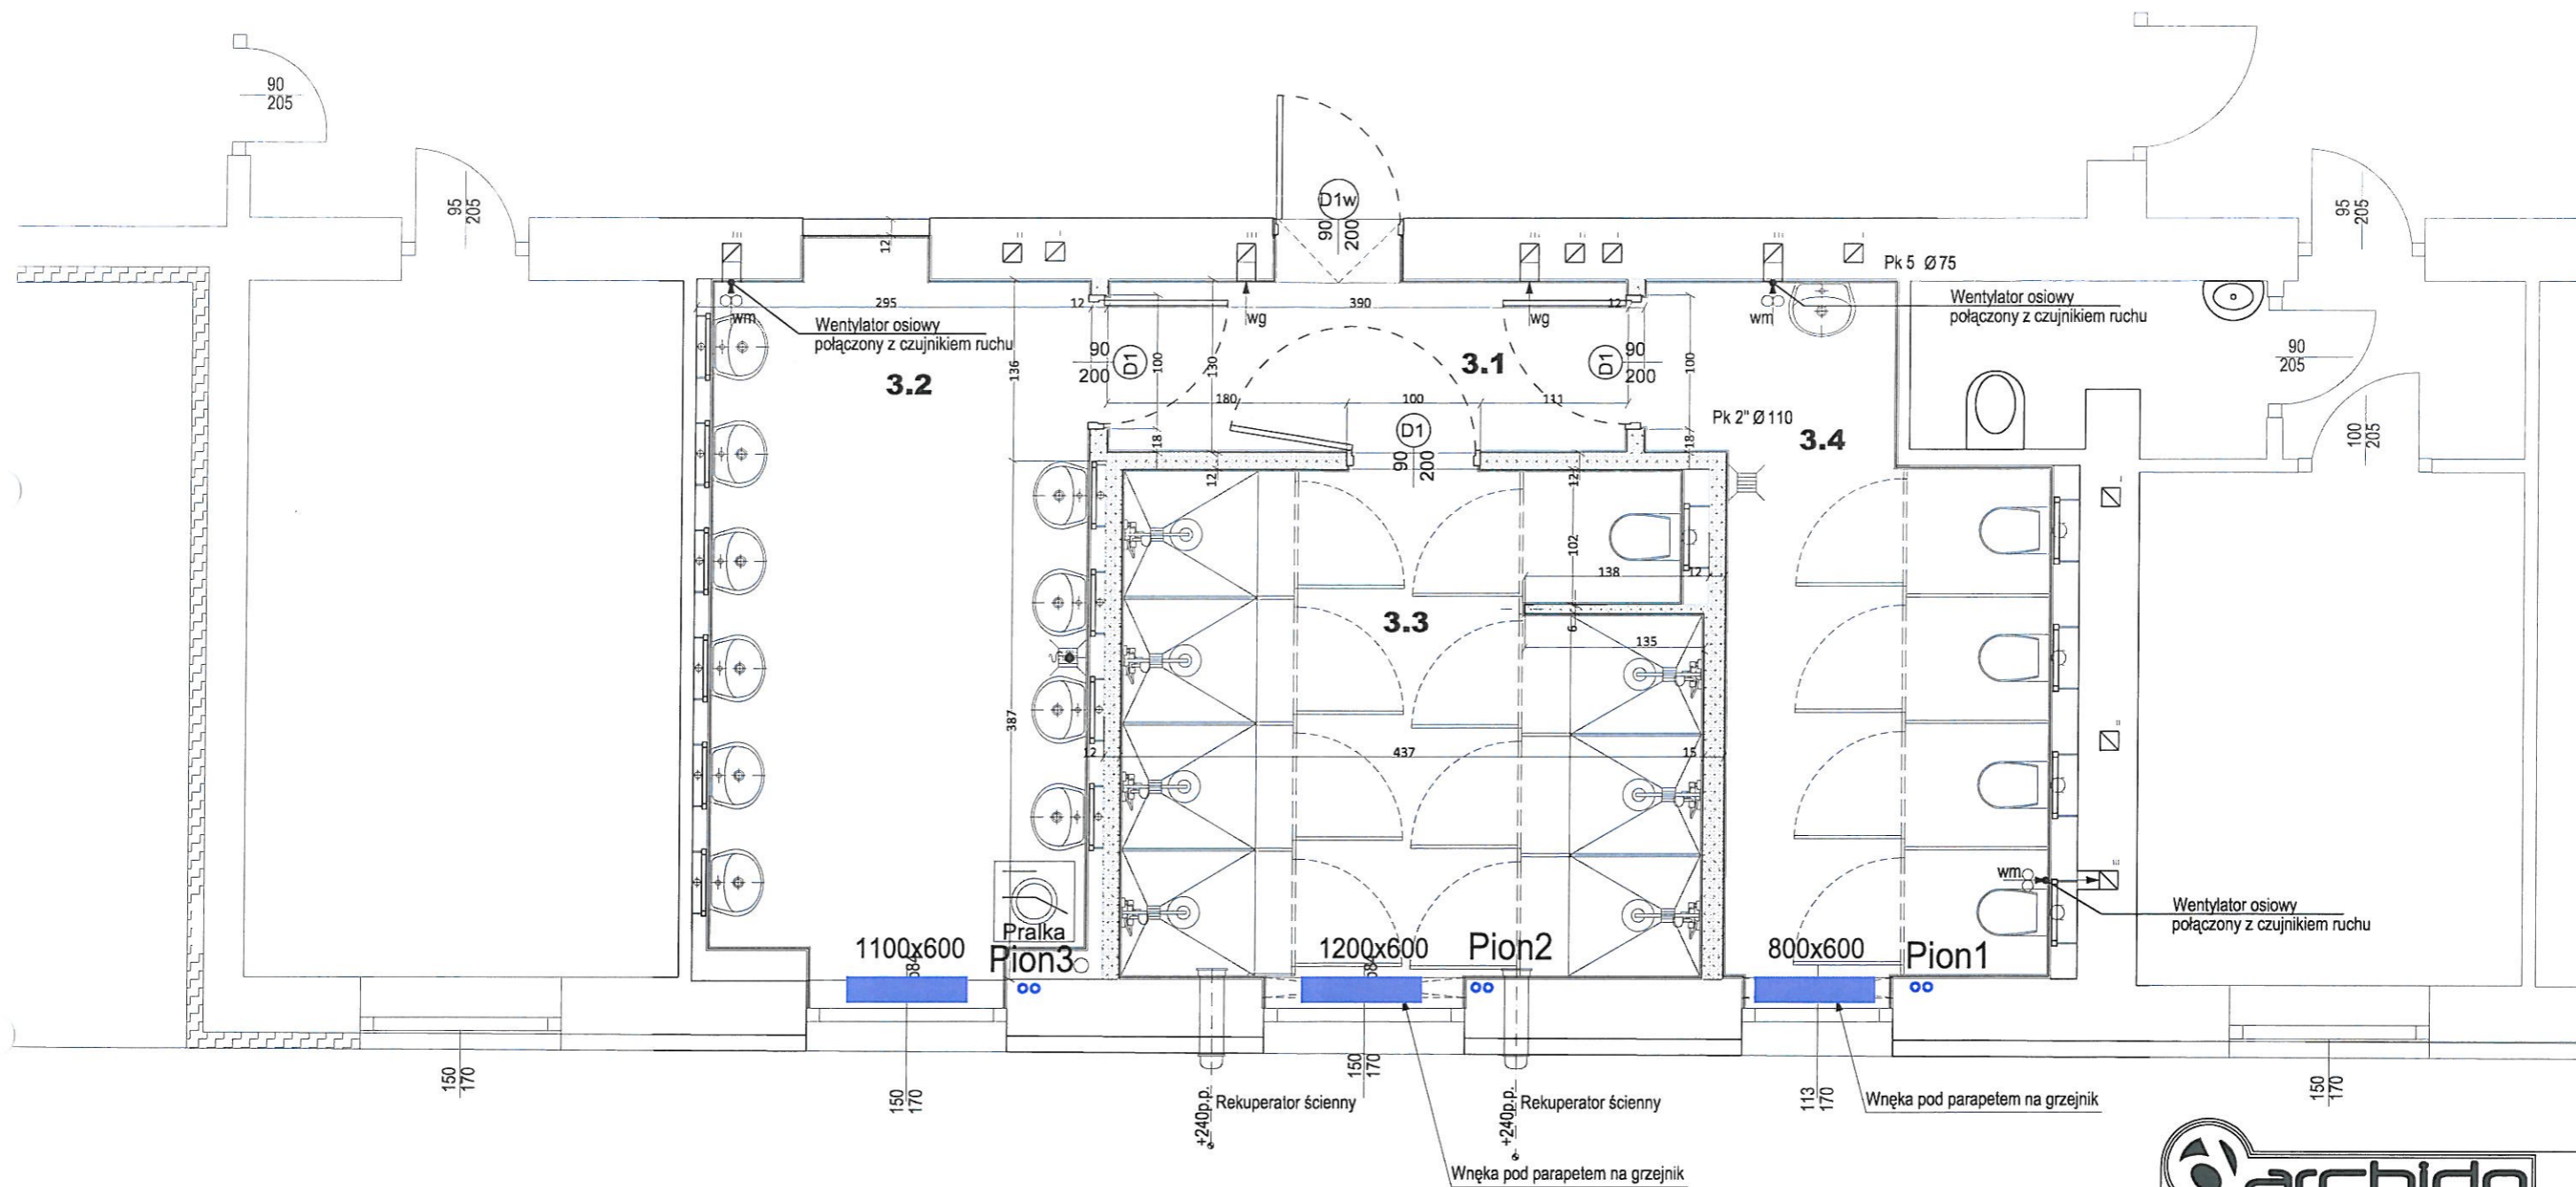 90
205
95
205
12
D1w
90
200
95
205
Pk 5 Ø75
295
12
390
12
wm
Wentylator osiowy
połączony z czujnikiem ruchu
wg
wg
wm
Wentylator osiowy
połączony z czujnikiem ruchu
3.2
136
90
200
D1
100
130
3.1
D1
90
200
100
90
205
180
100
111
Pk 2" Ø110
3.4
18
D1
90
200
18
100
205
12
12
102
138
12
3.3
6
135
387
12
437
15
wm
Wentylator osiowy
połączony z czujnikiem ruchu
Pralka
1100x600
Pion3
1200x600
Pion2
800x600
Pion1
150
170
150
170
+240p.p.
Rekuperator ścienny
150
170
+240p.p.
Rekuperator ścienny
113
170
Wnęka pod parapetem na grzejnik
150
170
Wnęka pod parapetem na grzejnik
archido